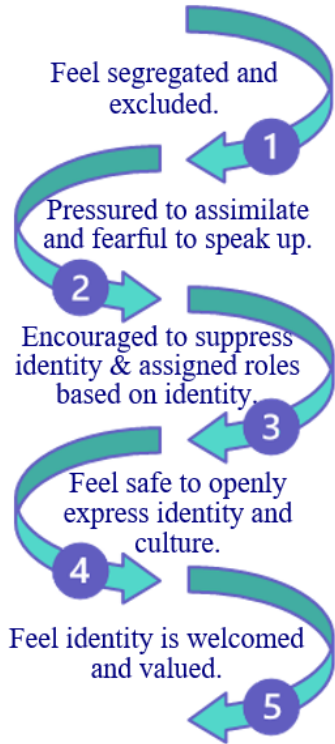 Feel segregated and
excluded.
1
Pressured to assimilate
and fearful to speak up.
2
Encouraged to suppress
identity & assigned roles
based on identity.
3
Feel safe to openly
express identity and
culture.
4
Feel identity is welcomed
and valued.
5